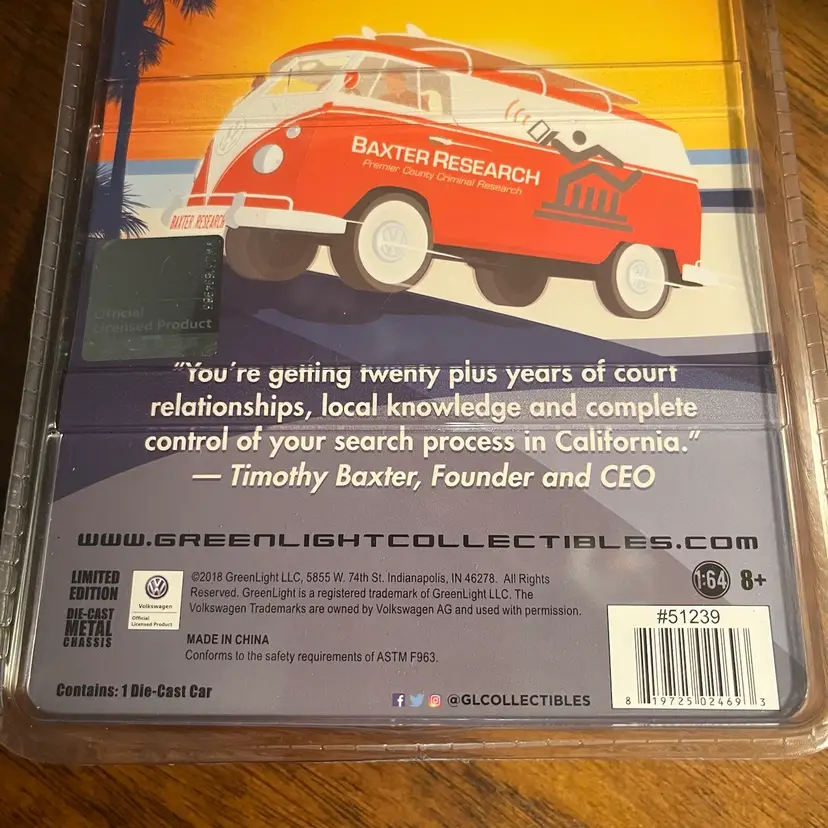 BAXTER RESEARCH
Premier County Criminal Research
BAXTER RESEARCH
Official
Licensed Product
"You're getting twenty plus years of court
relationships, local knowledge and complete
control of your search process in California."
— Timothy Baxter, Founder and CEO
www.GREENLIGHTCOLLECTIBLES.COM
LIMITED
EDITION
DIE-CAST
METAL
CHASSIS
Volkswagen
Official
Licensed Product
©2018 GreenLight LLC, 5855 W. 74th St. Indianapolis, IN 46278. All Rights
Reserved. GreenLight is a registered trademark of GreenLight LLC. The
Volkswagen Trademarks are owned by Volkswagen AG and used with permission.
MADE IN CHINA
Conforms to the safety requirements of ASTM F963.
1:64 8+
#51239
8 19725 02469 3
Contains: 1 Die-Cast Car
@GLCOLLECTIBLES